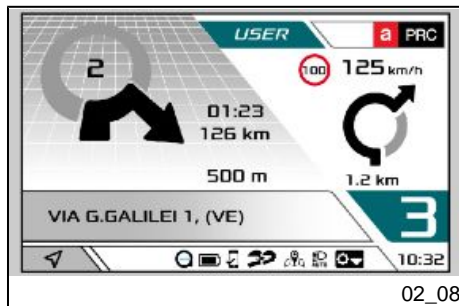 USER
a PRC
2
100
125 km/h
01:23
126 km
500 m
1.2 km
VIA G.GALILEI 1, (VE)
3
10:32
02_08